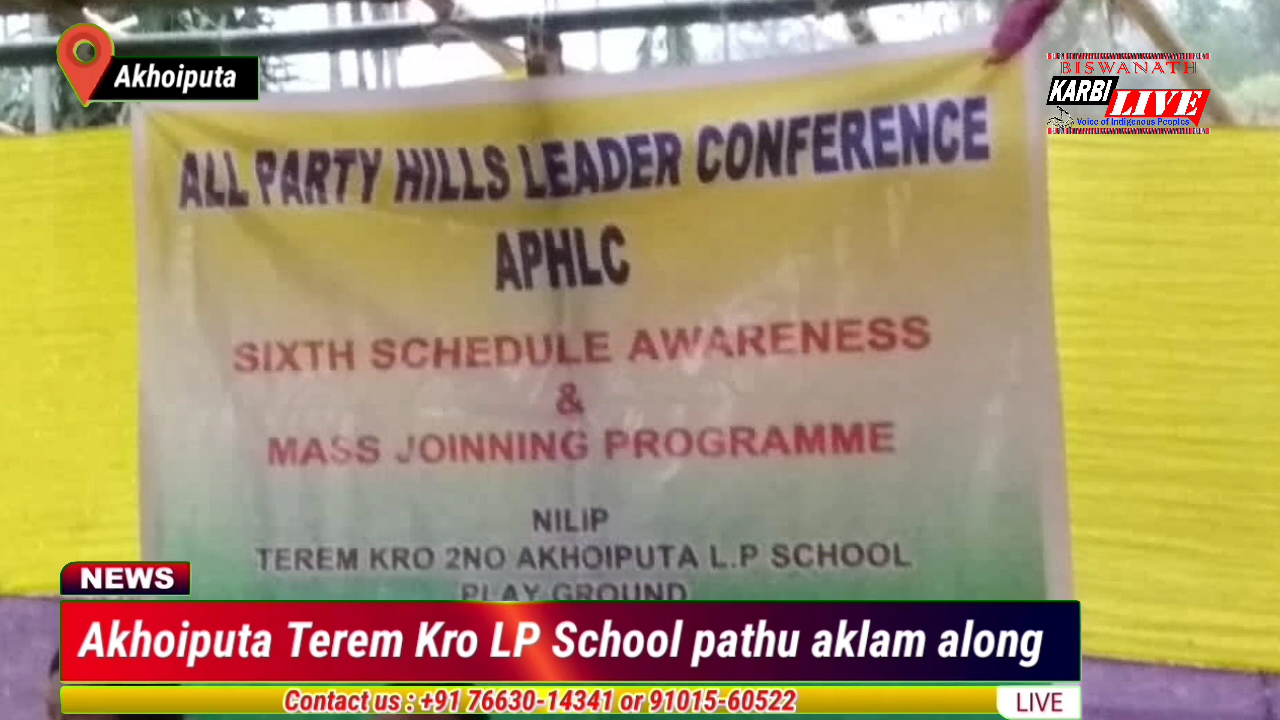 Akhoiputa
BISWANATH
KARBI LIVE
Voice of Indigenous Peoples
ALL PARTY HILLS LEADER CONFERENCE
APHLC
SIXTH SCHEDULE AWARENESS
&
MASS JOINNING PROGRAMME
NILIP
TEREM KRO 2NO AKHOIPUTA L.P SCHOOL
PLAY GROUND
NEWS
Akhoiputa Terem Kro LP School pathu aklam along
Contact us : +91 76630-14341 or 91015-60522
LIVE